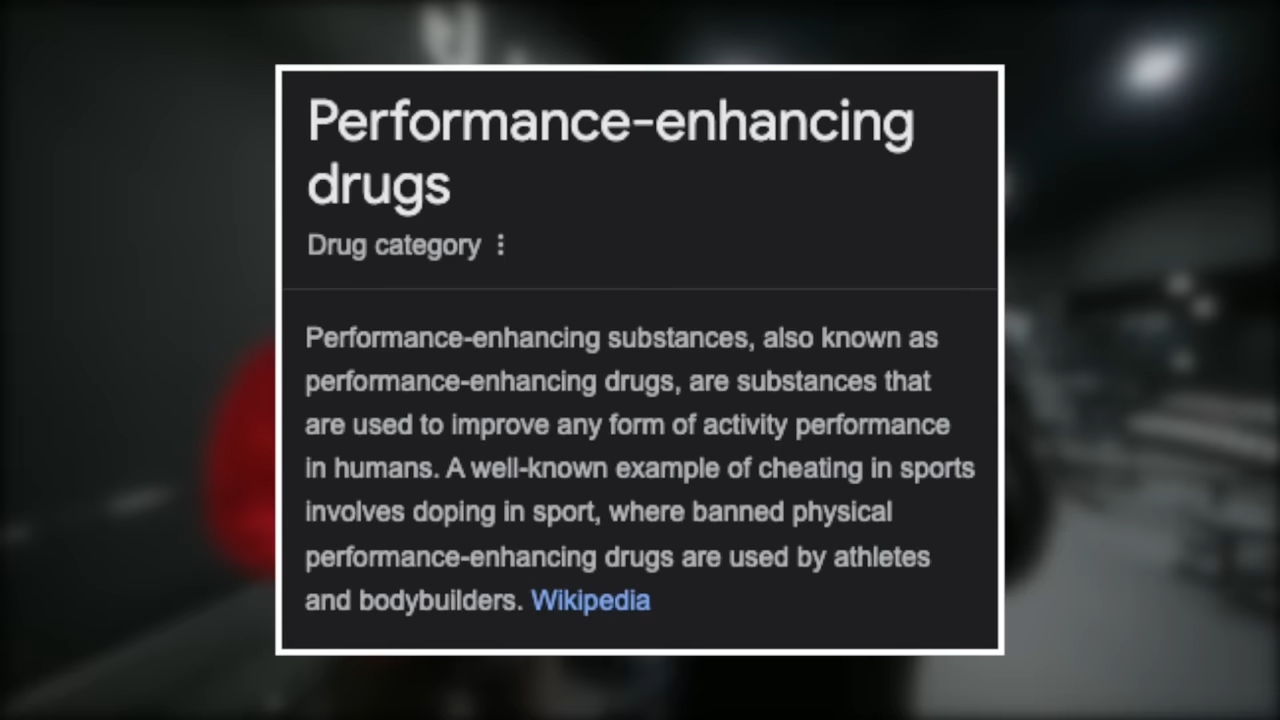 Performance-enhancing
drugs
Drug category
Performance-enhancing substances, also known as
performance-enhancing drugs, are substances that
are used to improve any form of activity performance
in humans. A well-known example of cheating in sports
involves doping in sport, where banned physical
performance-enhancing drugs are used by athletes
and bodybuilders. Wikipedia